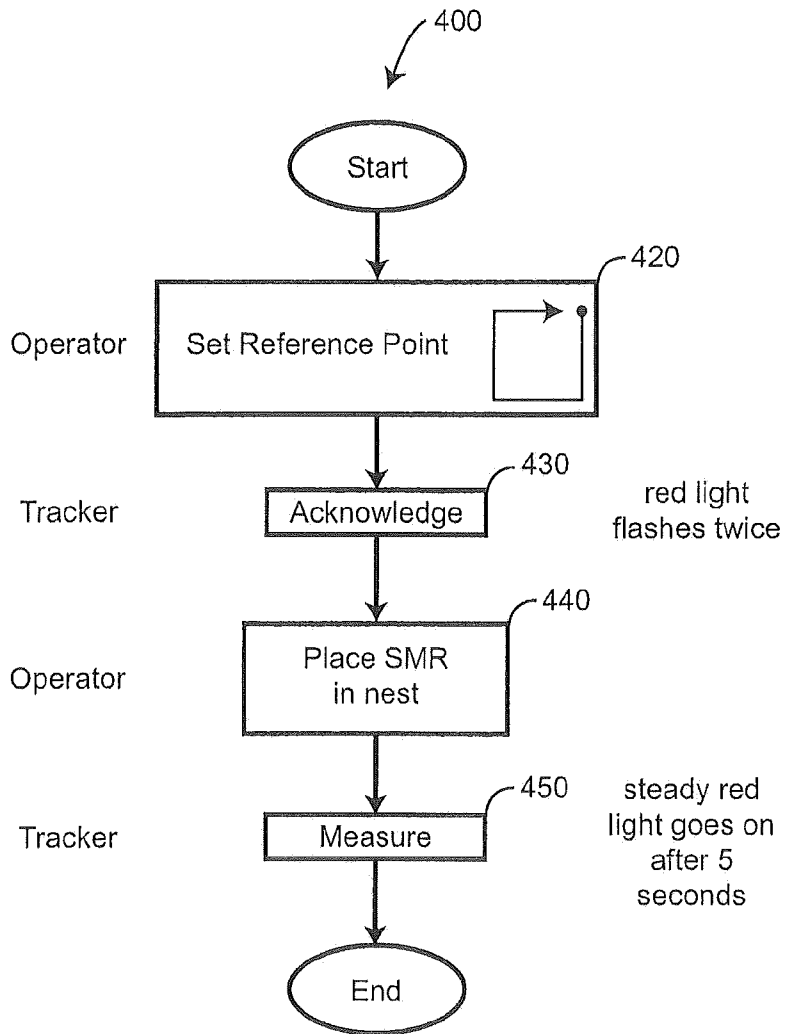 400
Start
420
Operator
Set Reference Point
430
Tracker
Acknowledge
red light
flashes twice
440
Operator
Place SMR
in nest
450
Tracker
Measure
steady red
light goes on
after 5
seconds
End